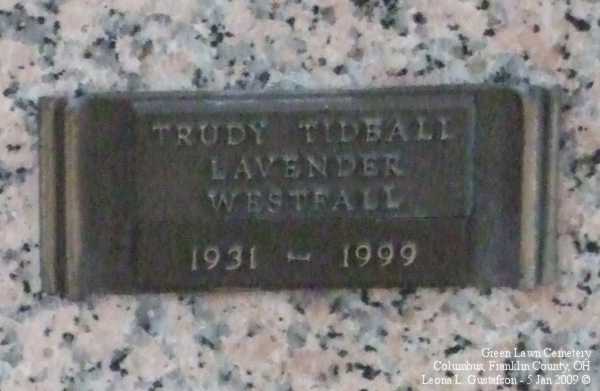 TRUDY TIDBALL
LAVENDER
WESTFALL
1931 - 1999
Green Lawn Cemetery
Columbus, Franklin County, OH
Leona L. Gustafson - 5 Jan 2009 ©